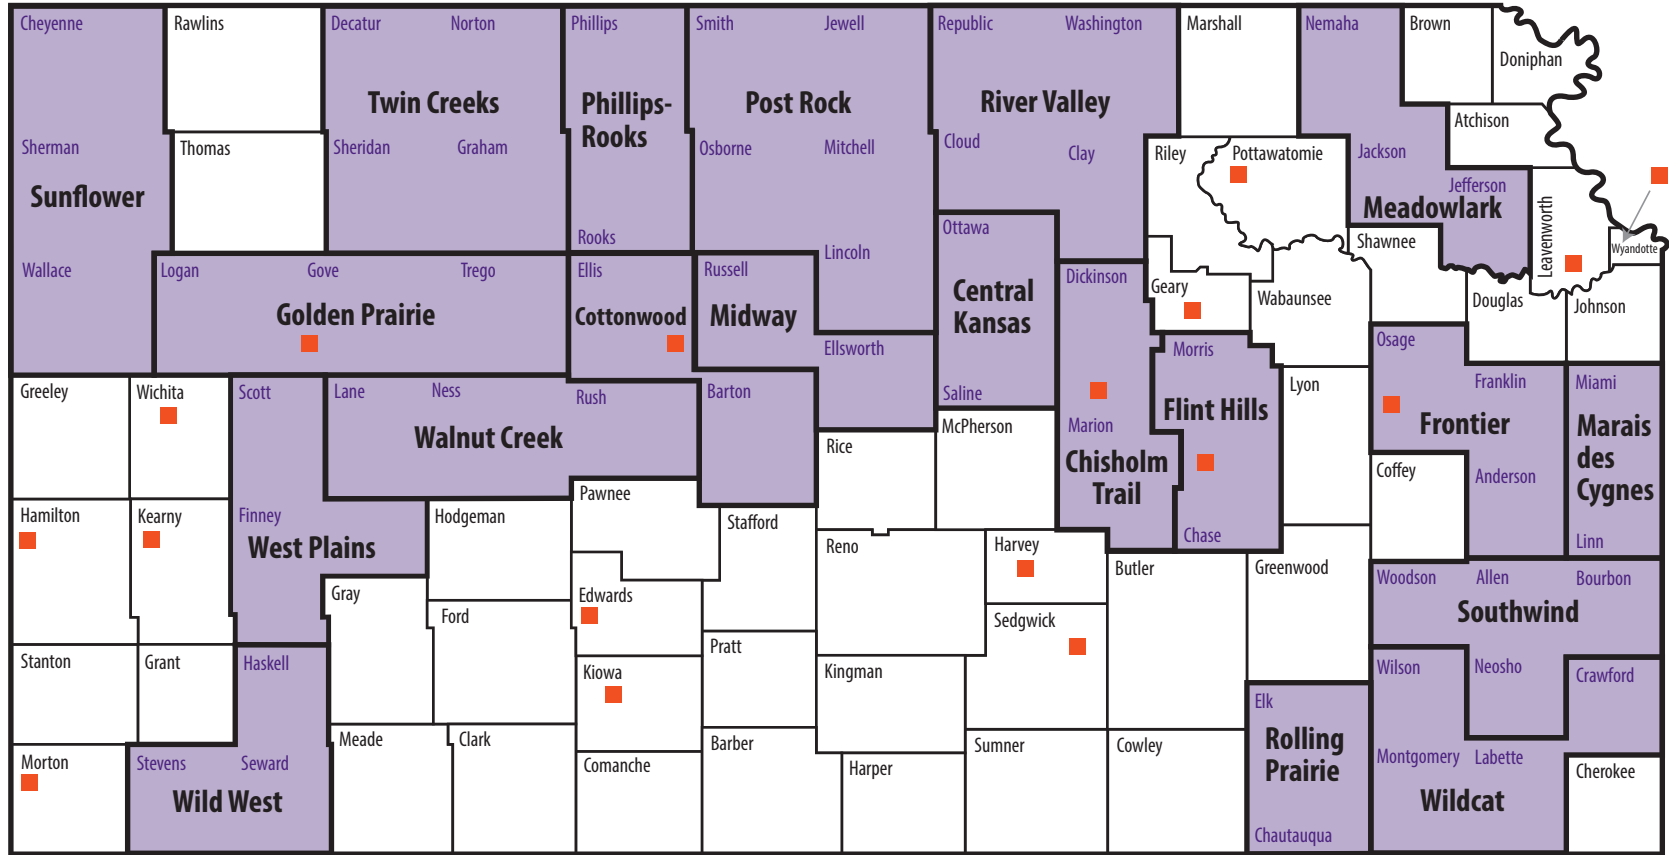 Cheyenne
Rawlins
Decatur
Norton
Phillips
Smith
Jewell
Republic
Washington
Marshall
Nemaha
Brown
Doniphan
Twin Creeks
Phillips-
Rooks
Post Rock
River Valley
Atchison
Sherman
Thomas
Sheridan
Graham
Osborne
Mitchell
Cloud
Clay
Riley
Pottawatomie
Jackson
Jefferson
Sunflower
Meadowlark
Leavenworth
Wyandotte
Rooks
Ottawa
Shawnee
Wallace
Logan
Gove
Trego
Ellis
Russell
Lincoln
Dickinson
Geary
Wabaunsee
Douglas
Johnson
Golden Prairie
Cottonwood
Midway
Central
Kansas
Ellsworth
Morris
Osage
Greeley
Wichita
Scott
Lane
Ness
Rush
Barton
Saline
Lyon
Franklin
Miami
Walnut Creek
McPherson
Marion
Flint Hills
Frontier
Marais
des
Cygnes
Rice
Chisholm
Trail
Coffey
Anderson
Hamilton
Kearny
Finney
Hodgeman
Pawnee
Stafford
West Plains
Reno
Harvey
Chase
Linn
Gray
Ford
Edwards
Butler
Greenwood
Woodson
Allen
Bourbon
Southwind
Sedgwick
Stanton
Grant
Haskell
Kiowa
Pratt
Kingman
Wilson
Neosho
Crawford
Elk
Meade
Clark
Barber
Sumner
Cowley
Rolling
Prairie
Morton
Stevens
Seward
Comanche
Harper
Montgomery
Labette
Cherokee
Wild West
Wildcat
Chautauqua